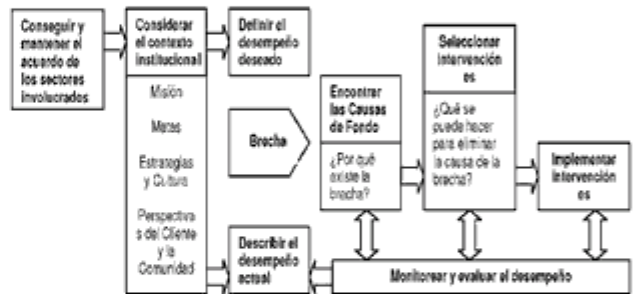 Conseguir y
mantener el
acuerdo de
los sectores
involucrados
Considerar
el contexto
institucional
Misión
Metas
Estrategias
y Cultura
Perspectiva
s del Cliente
y la
Comunidad
Definir el
desempeño
deseado
Brecha
Describir el
desempeño
actual
Encontrar
las Causas
de Fondo
¿Por qué
existe la
brecha?
Seleccionar
Intervencion
es
¿Qué se
puede hacer
para eliminar
la causa de la
brecha?
Implementar
Intervencion
es
Monitorear y evaluar el desempeño